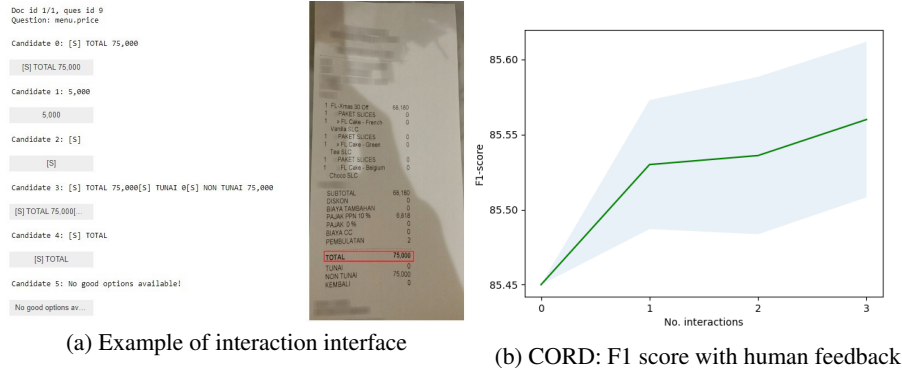 Doc id 1/1, ques id 9
Question: menu.price
Candidate 0: [S] TOTAL 75,000
[S] TOTAL 75,000
Candidate 1: 5,000
5,000
Candidate 2: [S]
[S]
Candidate 3: [S] TOTAL 75,000[S] TUNAI 0[S] NON TUNAI 75,000
[S] TOTAL 75,000[...
Candidate 4: [S] TOTAL
[S] TOTAL
Candidate 5: No good options available!
No good options av...
1 FL-Xmas 20 Off 68,180
1 PAKET SLICES 0
1 x FL Cake - French 0
Vanilla SLC
1 PAKET SLICES 0
1 x FL Cake - Green 0
Tea SLC
1 PAKET SLICES 0
1 FL Cake - Belgium 0
Choco SLC
SUBTOTAL 68,180
DISKON 0
BIAYA TAMBAHAN 0
PAJAK PPN 10 % 6,818
PAJAK 0 % 0
BIAYA CC 0
PEMBULATAN 2
TOTAL 75,000
TUNAI 0
NON TUNAI 75,000
KEMBALI 0
(a) Example of interaction interface
85.60
85.55
85.50
85.45
F1-score
0 1 2 3
No. interactions
(b) CORD: F1 score with human feedback